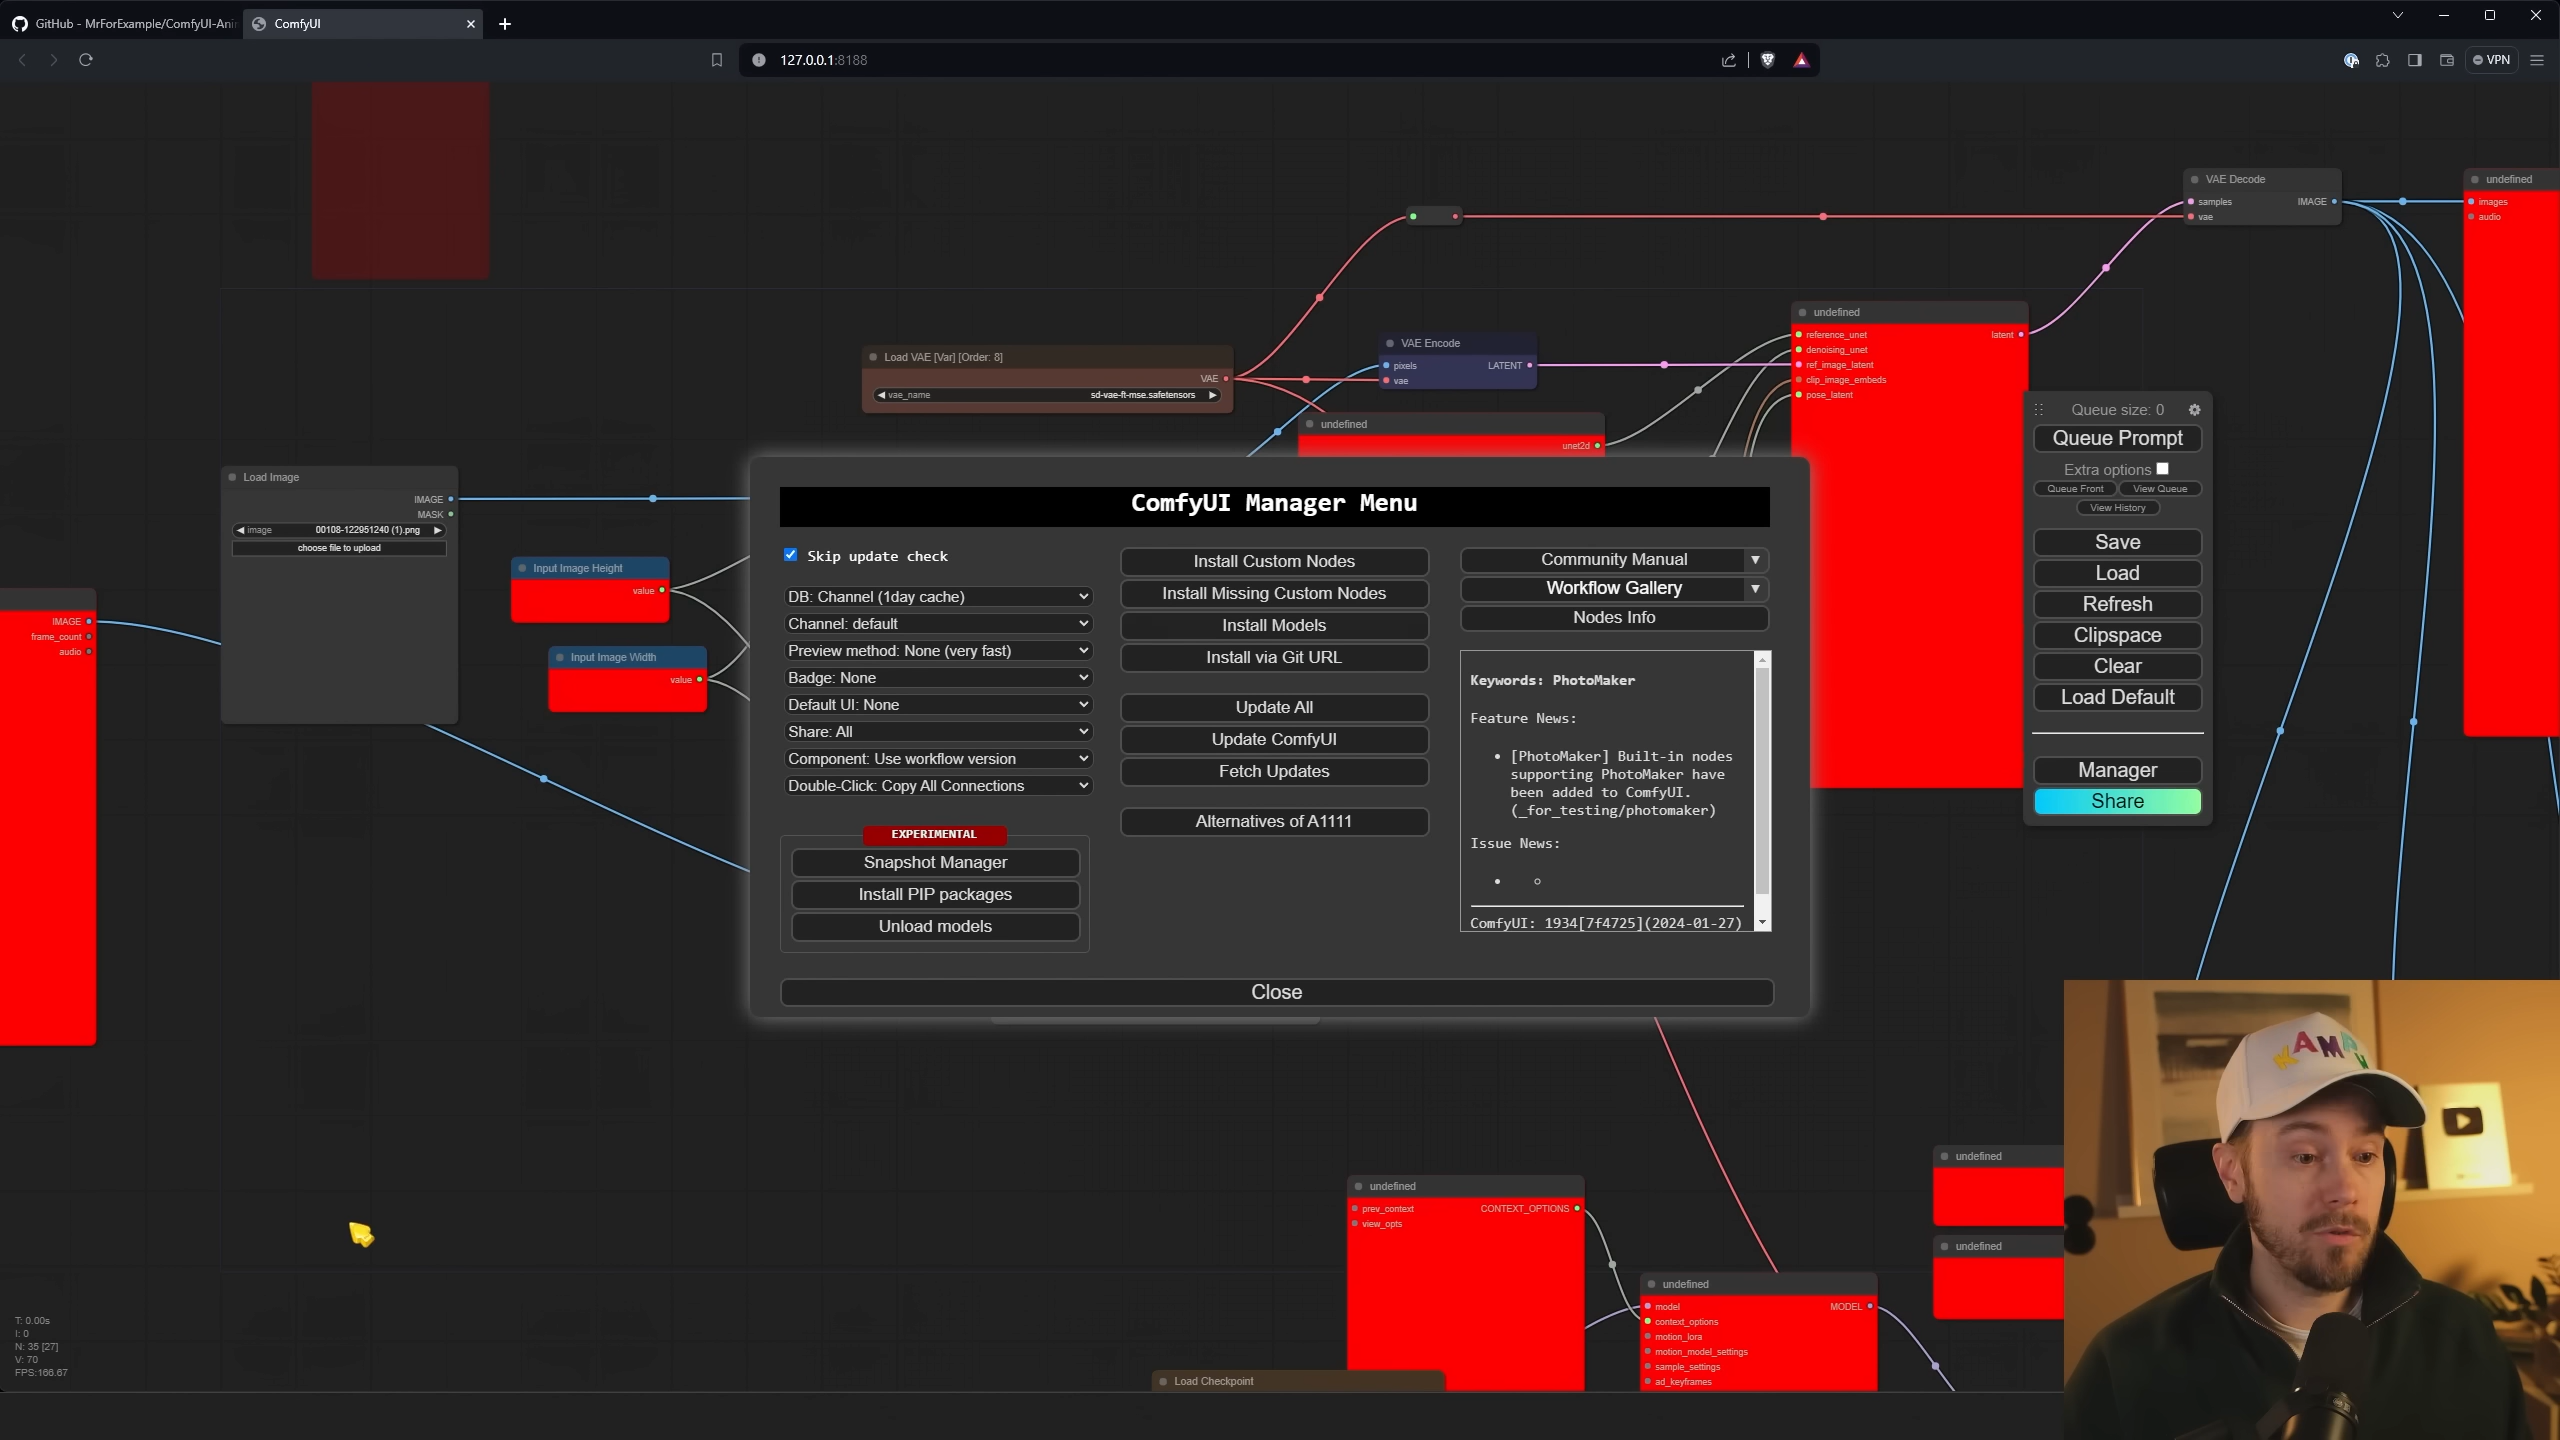 GitHub - MrForExample/ComfyUI-Ani
ComfyUI
127.0.0.1:8188
VPN
VAE Decode
samples
IMAGE
vae
undefined
images
audio
undefined
reference_unet
latent
denoising_unet
ref_image_latent
clip_image_embeds
pose_latent
Load VAE [Var] [Order: 8]
VAE
vae_name
sd-vae-ft-mse.safetensors
VAE Encode
pixels
LATENT
vae
undefined
unet2d
Load Image
IMAGE
MASK
image
00108-122951240 (1).png
choose file to upload
Input Image Height
value
Input Image Width
value
IMAGE
frame_count
audio
ComfyUI Manager Menu
Skip update check
DB: Channel (1day cache)
Channel: default
Preview method: None (very fast)
Badge: None
Default UI: None
Share: All
Component: Use workflow version
Double-Click: Copy All Connections
EXPERIMENTAL
Snapshot Manager
Install PIP packages
Unload models
Install Custom Nodes
Install Missing Custom Nodes
Install Models
Install via Git URL
Update All
Update ComfyUI
Fetch Updates
Alternatives of A1111
Community Manual
Workflow Gallery
Nodes Info
Keywords: PhotoMaker
Feature News:
[PhotoMaker] Built-in nodes
supporting PhotoMaker have
been added to ComfyUI.
(_for_testing/photomaker)
Issue News:
ComfyUI: 1934[7f4725](2024-01-27)
Close
Queue size: 0
Queue Prompt
Extra options
Queue Front
View Queue
View History
Save
Load
Refresh
Clipspace
Clear
Load Default
Manager
Share
undefined
prev_context
CONTEXT_OPTIONS
view_opts
undefined
model
MODEL
context_options
motion_lora
motion_model_settings
sample_settings
ad_keyframes
undefined
undefined
Load Checkpoint
T: 0.00s
I: 0
N: 35 [27]
V: 70
FPS:166.67